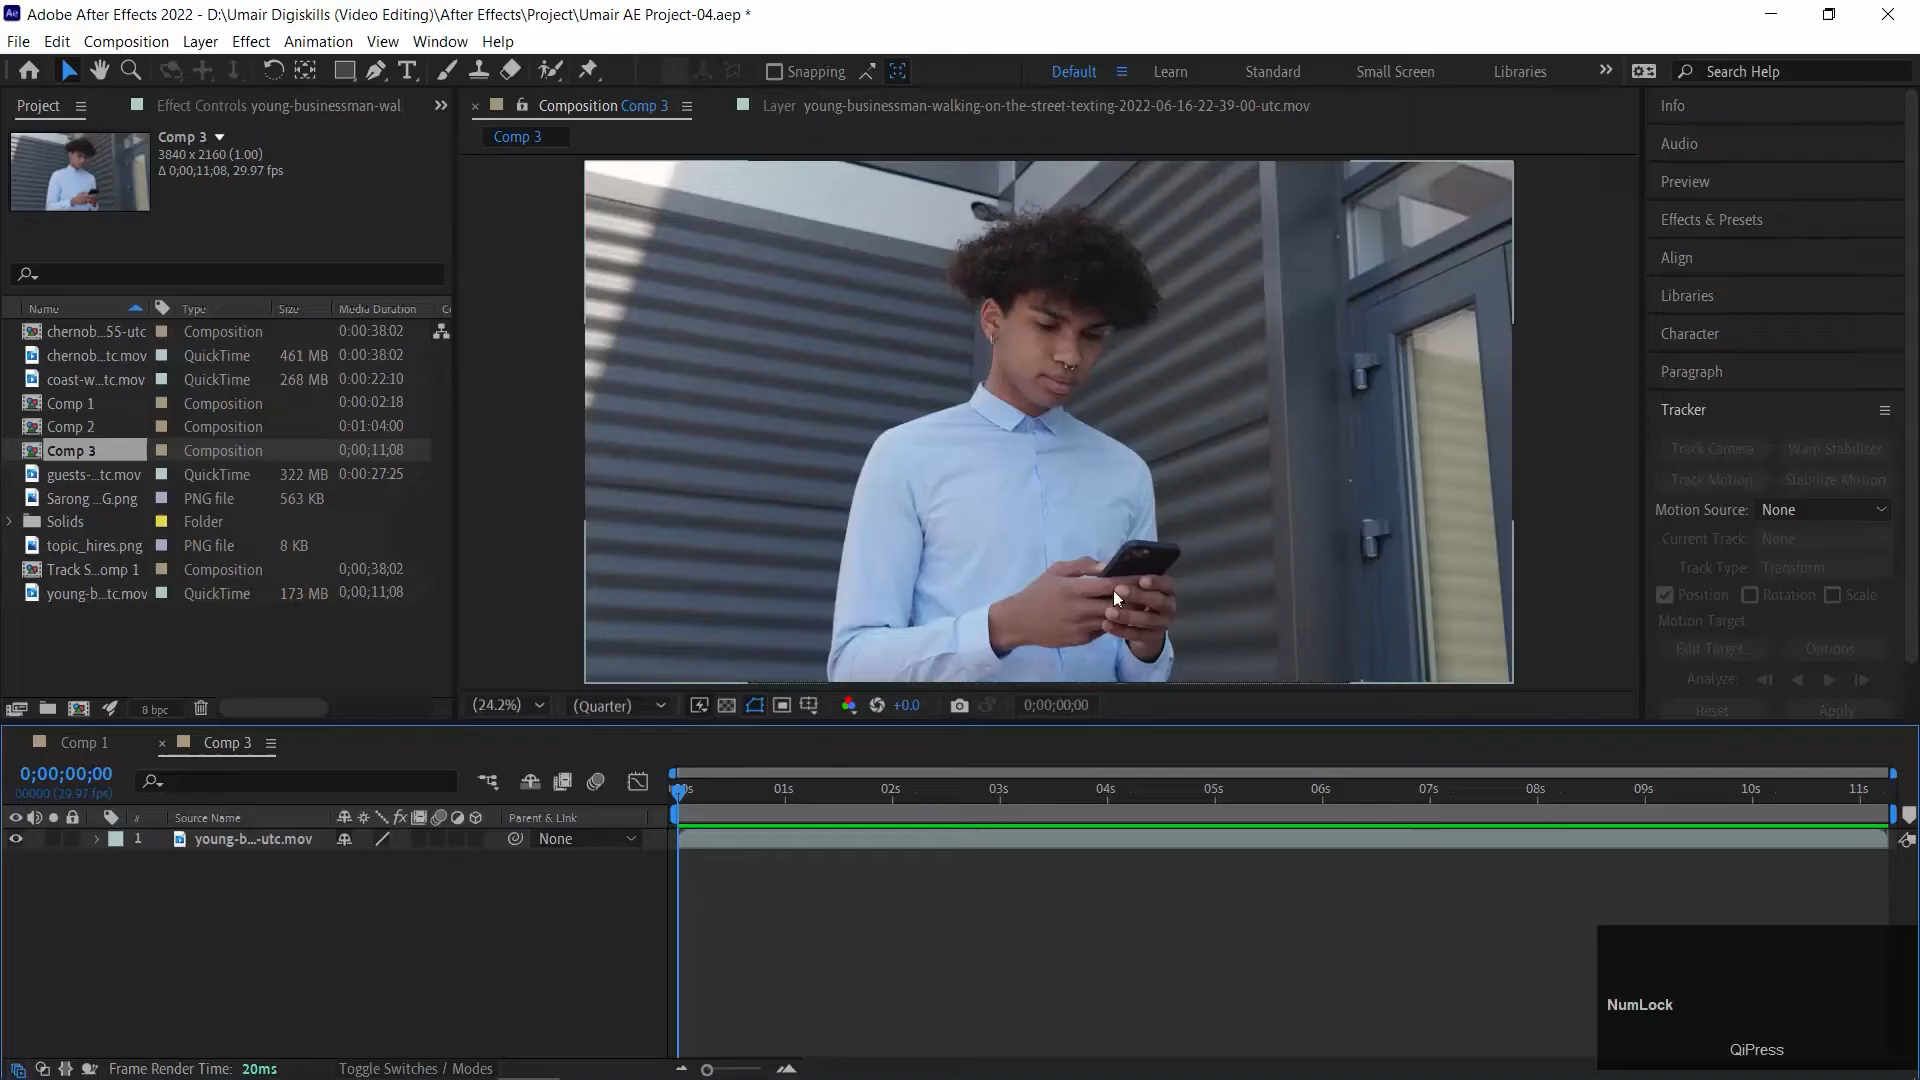 Adobe After Effects 2022 - D:\Umair Digiskills (Video Editing)\After Effects\Project\Umair AE Project-04.aep *
File Edit Composition Layer Effect Animation View Window Help
Snapping Default Learn Standard Small Screen Libraries Search Help
Project Effect Controls young-businessman-wal
Composition Comp 3 Layer young-businessman-walking-on-the-street-texting-2022-06-16-22-39-00-utc.mov
Comp 3
Comp 3
3840 x 2160 (1.00)
Δ 0;00;11;08, 29.97 fps
Name Type Size Media Duration
chernob...55-utc Composition 0:00:38:02
chernob...tc.mov QuickTime 461 MB 0:00:38:02
coast-w...tc.mov QuickTime 268 MB 0:00:22:10
Comp 1 Composition 0:00:02:18
Comp 2 Composition 0:01:04:00
Comp 3 Composition 0;00;11;08
guests-...tc.mov QuickTime 322 MB 0:00:27:25
Sarong ...G.png PNG file 563 KB
Solids Folder
topic_hires.png PNG file 8 KB
Track S...omp 1 Composition 0;00;38;02
young-b...tc.mov QuickTime 173 MB 0;00;11;08
8 bpc
(24.2%) (Quarter) +0.0 0;00;00;00
Info
Audio
Preview
Effects & Presets
Align
Libraries
Character
Paragraph
Tracker
Track Camera Warp Stabilizer
Track Motion Stabilize Motion
Motion Source: None
Current Track: None
Track Type: Transform
Position Rotation Scale
Motion Target:
Edit Target... Options
Analyze:
Reset Apply
Comp 1 Comp 3
0;00;00;00
00000 (29.97 fps)
01s 02s 03s 04s 05s 06s 07s 08s 09s 10s 11s
# Source Name fx Parent & Link
1 young-b...-utc.mov None
NumLock
QiPress
Frame Render Time: 20ms Toggle Switches / Modes